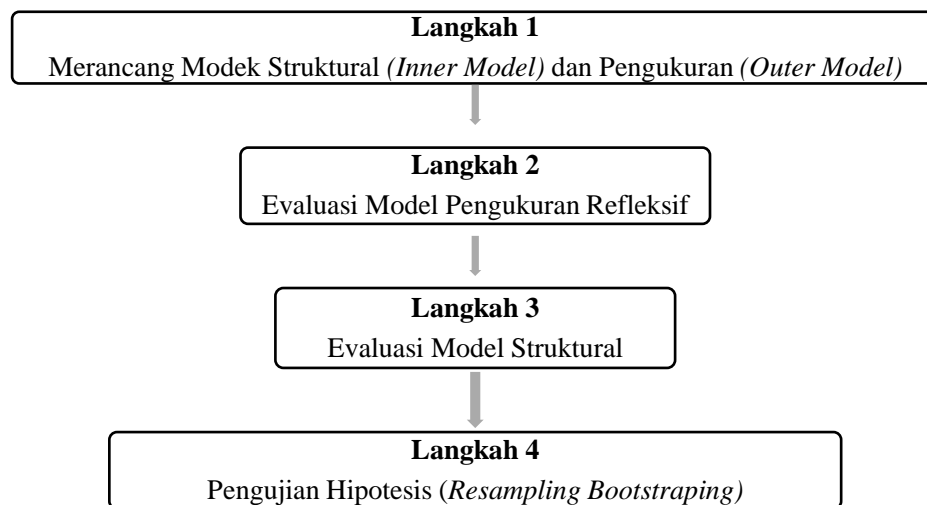 Langkah 1
Merancang Modek Struktural (Inner Model) dan Pengukuran (Outer Model)
Langkah 2
Evaluasi Model Pengukuran Refleksif
Langkah 3
Evaluasi Model Struktural
Langkah 4
Pengujian Hipotesis (Resampling Bootstraping)